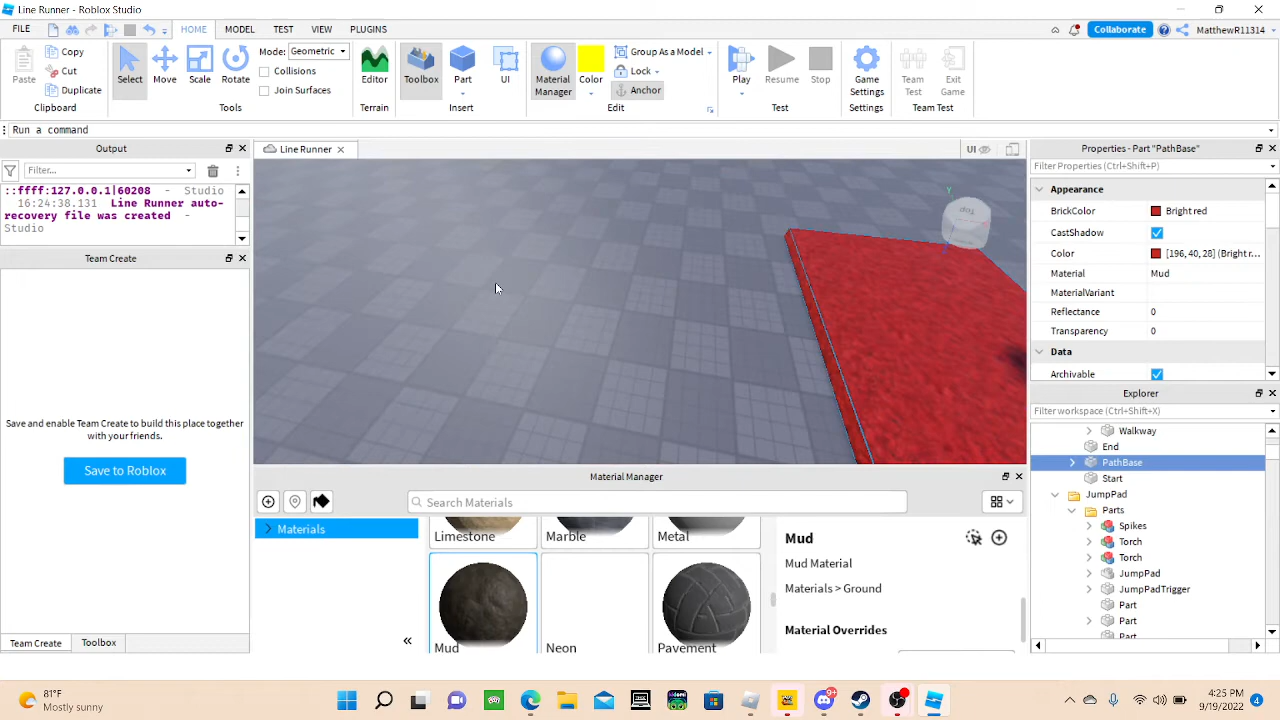 Line Runner - Roblox Studio
FILE HOME MODEL TEST VIEW PLUGINS Collaborate MatthewR11314
Paste Copy Cut Duplicate Select Move Scale Rotate Mode: Geometric Collisions Join Surfaces Editor Toolbox Part UI Material Manager Color Group As a Model Lock Anchor Play Resume Stop Game Settings Team Test Exit Game
Clipboard Tools Terrain Insert Edit Test Settings Team Test
Run a command
Output
Filter...
::ffff:127.0.0.1|60208 - Studio
16:24:38.131 Line Runner auto-
recovery file was created -
Studio
Team Create
Save and enable Team Create to build this place together
with your friends.
Save to Roblox
Team Create Toolbox
Line Runner UI
Top
Y
Material Manager
Search Materials
Materials
Limestone Marble Metal
Mud Neon Pavement
Mud
Mud Material
Materials > Ground
Material Overrides
Properties - Part "PathBase"
Filter Properties (Ctrl+Shift+P)
Appearance
BrickColor Bright red
CastShadow
Color [196, 40, 28] (Bright r...
Material Mud
MaterialVariant
Reflectance 0
Transparency 0
Data
Archivable
Explorer
Filter workspace (Ctrl+Shift+X)
Walkway
End
PathBase
Start
JumpPad
Parts
Spikes
Torch
Torch
JumpPad
JumpPadTrigger
Part
Part
Part
81°F
Mostly sunny
4:25 PM
9/19/2022